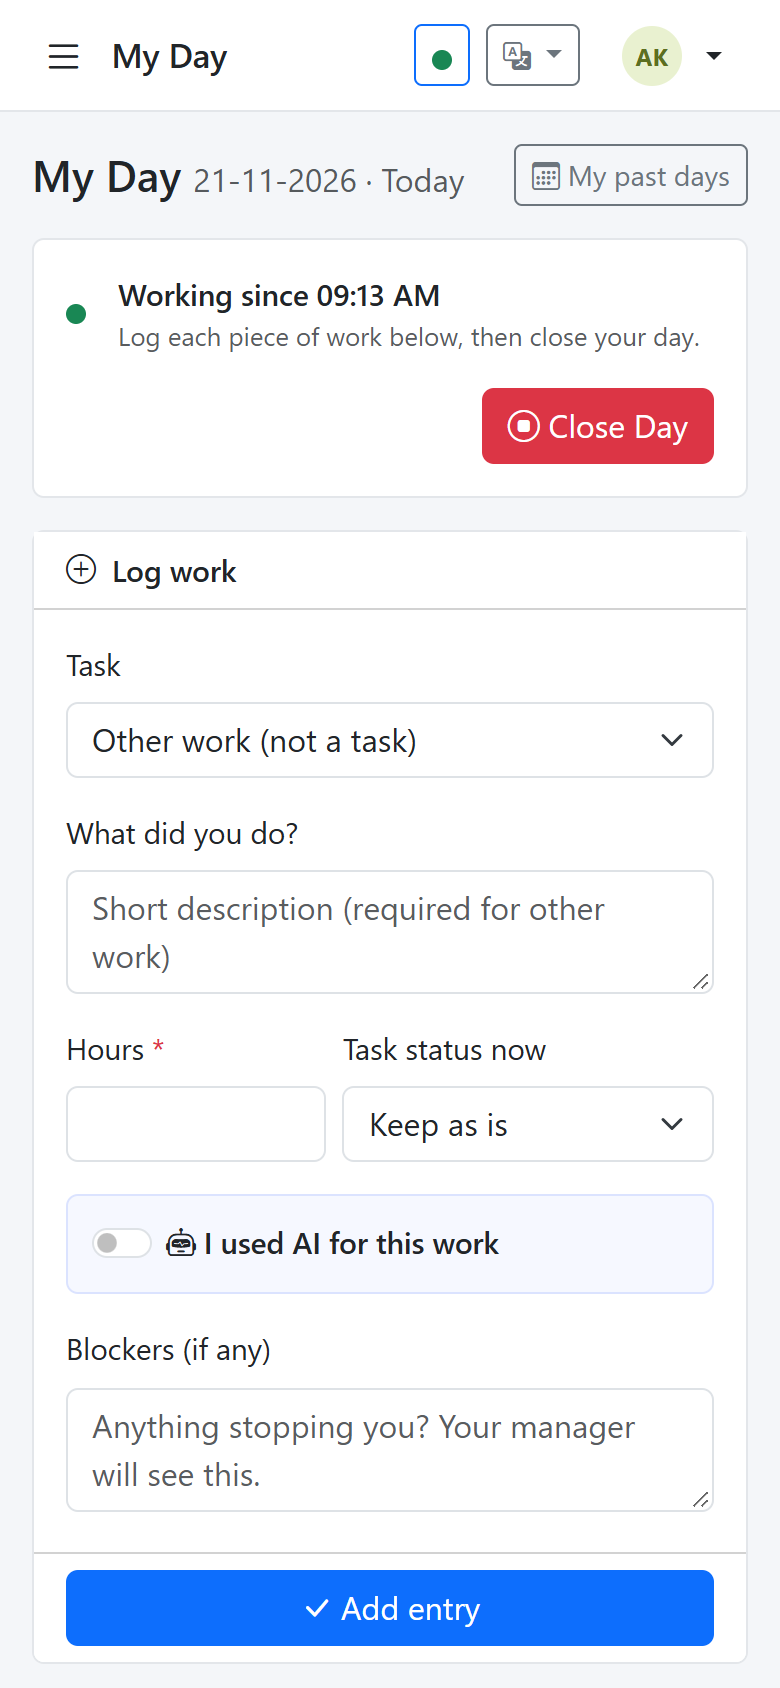 My Day
AK
My Day 21-11-2026 · Today
My past days
Working since 09:13 AM
Log each piece of work below, then close your day.
Close Day
Log work
Task
Other work (not a task)
What did you do?
Short description (required for other
work)
Hours *
Task status now
Keep as is
I used AI for this work
Blockers (if any)
Anything stopping you? Your manager
will see this.
Add entry